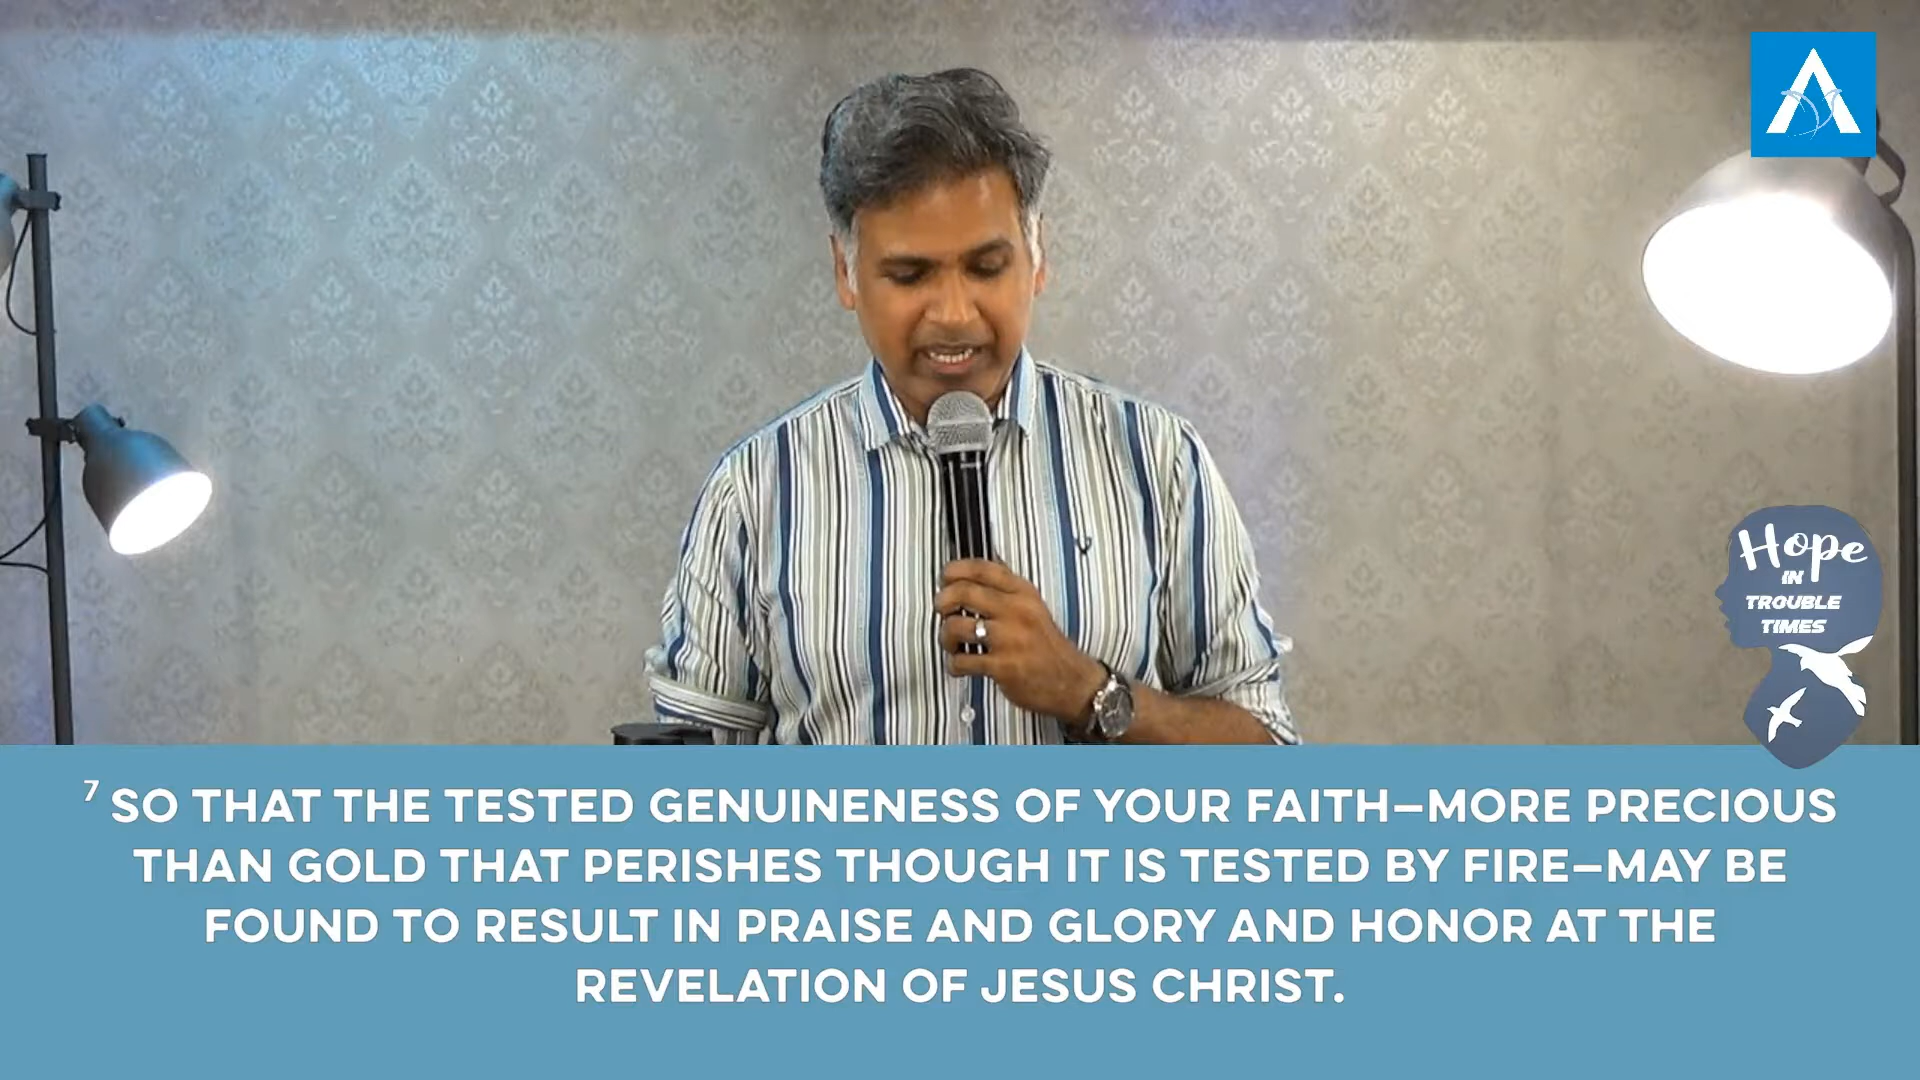 Hope
IN
TROUBLE
TIMES
7 SO THAT THE TESTED GENUINENESS OF YOUR FAITH—MORE PRECIOUS
THAN GOLD THAT PERISHES THOUGH IT IS TESTED BY FIRE—MAY BE
FOUND TO RESULT IN PRAISE AND GLORY AND HONOR AT THE
REVELATION OF JESUS CHRIST.